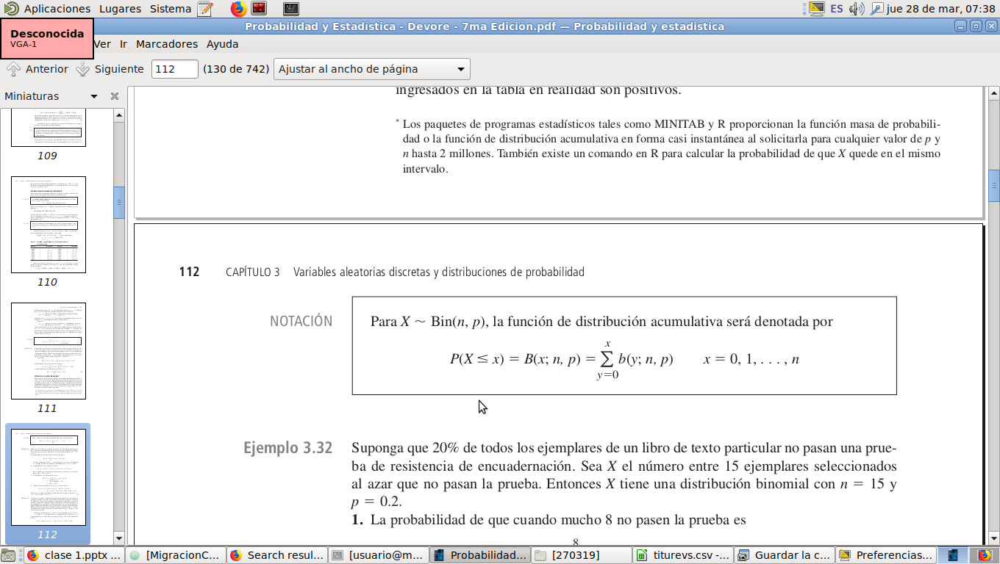 Aplicaciones Lugares Sistema ES jue 28 de mar, 07:38
Desconocida
VGA-1
Probabilidad y Estadística - Devore - 7ma Edición.pdf — Probabilidad y estadistica
Ver Ir Marcadores Ayuda
Anterior Siguiente 112 (130 de 742) Ajustar al ancho de página
Miniaturas
109
110
111
112
ingresados en la tabla en realidad son positivos.
* Los paquetes de programas estadísticos tales como MINITAB y R proporcionan la función masa de probabili-
dad o la función de distribución acumulativa en forma casi instantánea al solicitarla para cualquier valor de p y
n hasta 2 millones. También existe un comando en R para calcular la probabilidad de que X quede en el mismo
intervalo.
112 CAPÍTULO 3 Variables aleatorias discretas y distribuciones de probabilidad
NOTACIÓN
Para X ~ Bin(n, p), la función de distribución acumulativa será denotada por
P(X ≤ x) = B(x; n, p) = ∑ₓ y=0 b(y; n, p) x = 0, 1, . . . , n
Ejemplo 3.32
Suponga que 20% de todos los ejemplares de un libro de texto particular no pasan una prue-
ba de resistencia de encuadernación. Sea X el número entre 15 ejemplares seleccionados
al azar que no pasan la prueba. Entonces X tiene una distribución binomial con n = 15 y
p = 0.2.
1. La probabilidad de que cuando mucho 8 no pasen la prueba es
8
clase 1.pptx ... [MigracionC... Search resul... [usuario@m... Probabilidad... [270319] titurevs.csv -... Guardar la c... Preferencias...